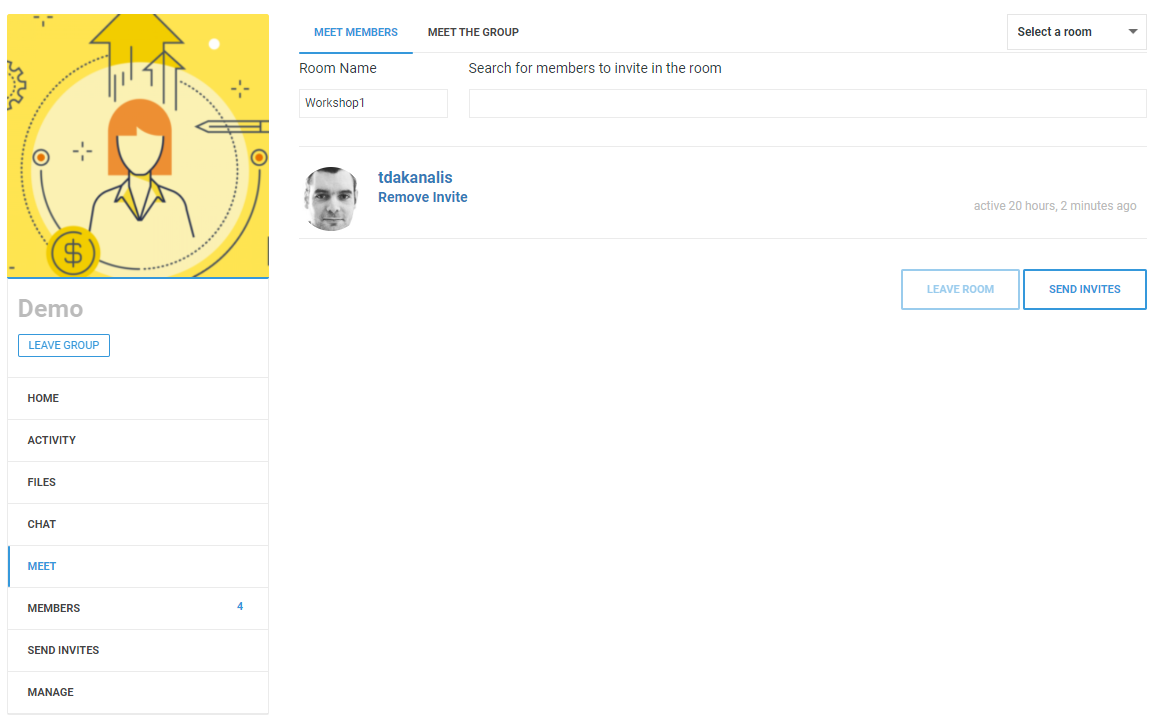 MEET MEMBERS MEET THE GROUP Select a room
Room Name Search for members to invite in the room
Workshop1
tdakanalis
Remove Invite
active 20 hours, 2 minutes ago
LEAVE ROOM SEND INVITES
$
Demo
LEAVE GROUP
HOME
ACTIVITY
FILES
CHAT
MEET
MEMBERS 4
SEND INVITES
MANAGE